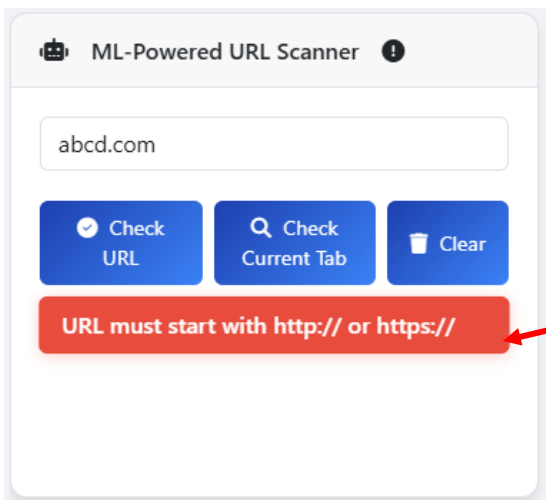 ML-Powered URL Scanner
abcd.com
Check
URL
Check
Current Tab
Clear
URL must start with http:// or https://